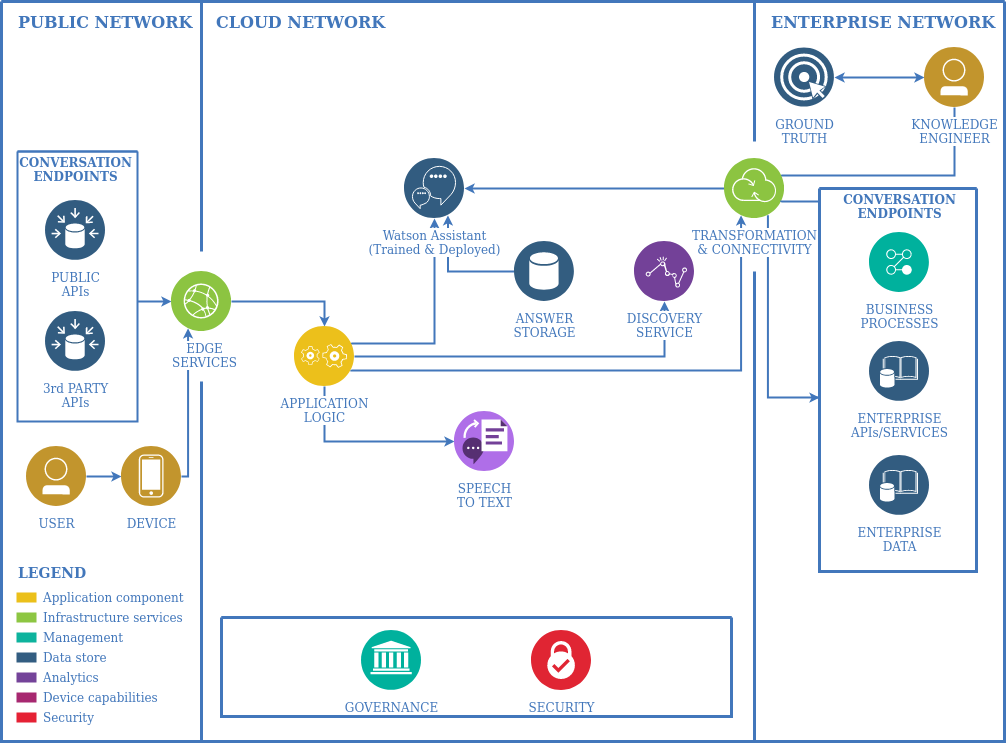 PUBLIC NETWORK
CLOUD NETWORK
ENTERPRISE NETWORK
GROUND
TRUTH
KNOWLEDGE
ENGINEER
CONVERSATION
ENDPOINTS
PUBLIC
APIs
3rd PARTY
APIs
EDGE
SERVICES
USER
DEVICE
Watson Assistant
(Trained & Deployed)
ANSWER
STORAGE
DISCOVERY
SERVICE
TRANSFORMATION
& CONNECTIVITY
APPLICATION
LOGIC
SPEECH
TO TEXT
CONVERSATION
ENDPOINTS
BUSINESS
PROCESSES
ENTERPRISE
APIs/SERVICES
ENTERPRISE
DATA
LEGEND
Application component
Infrastructure services
Management
Data store
Analytics
Device capabilities
Security
GOVERNANCE
SECURITY